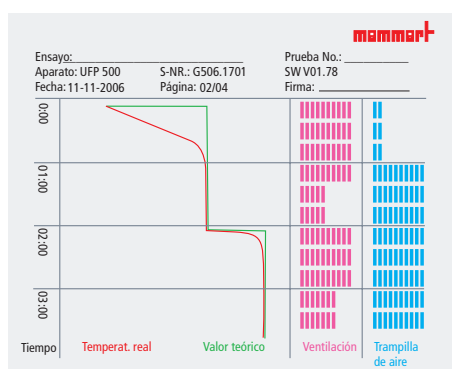 memmert
Ensayo:
Prueba No.:
Aparato: UFP 500 S-NR.: G506.1701 SW V01.78
Fecha: 11-11-2006 Página: 02/04 Firma:
0:00
01:00
02:00
03:00
Tiempo Temperat. real Valor teórico Ventilación Trampilla
de aire